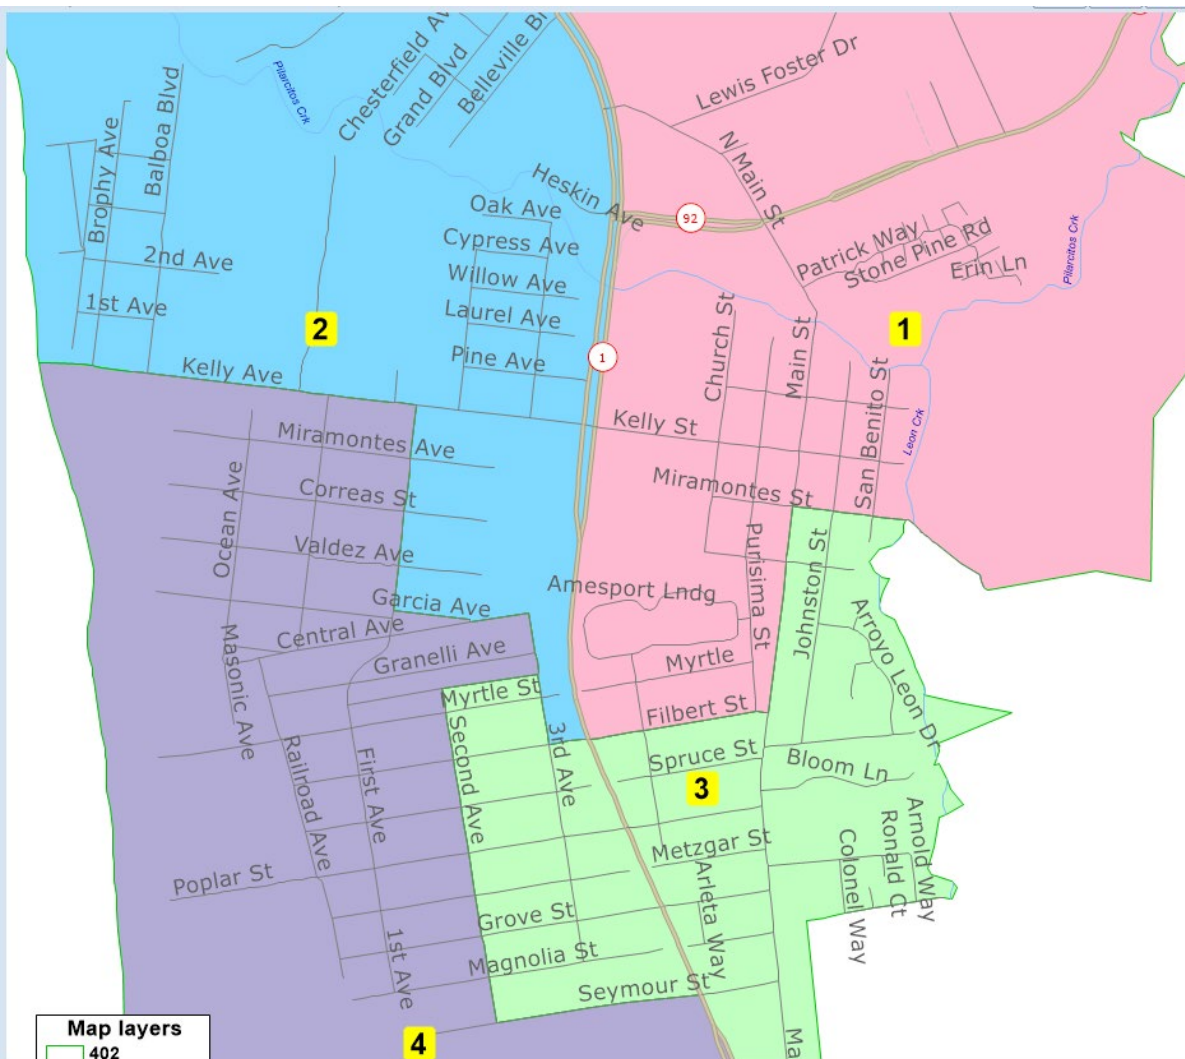 Chesterfield Av
Grand Blvd
Belleville Bl
Lewis Foster Dr
Pilarcitos Crk
Balboa Blvd
Brophy Ave
N Main St
Heskin Ave
Oak Ave
92
Cypress Ave
Patrick Way
Stone Pine Rd
Erin Ln
Pilarcitos Crk
2nd Ave
Willow Ave
1st Ave
Laurel Ave
2
1
Church St
Main St
Pine Ave
1
Kelly Ave
San Benito St
Kelly St
Leon Crk
Miramontes Ave
Miramontes St
Correas St
Ocean Ave
Valdez Ave
Purisima St
Johnston St
Amesport Lndg
Garcia Ave
Central Ave
Arroyo Leon Dr
Masonic Ave
Granelli Ave
Myrtle
Myrtle St
Filbert St
Second Ave
3rd Ave
Railroad Ave
First Ave
Spruce St
Bloom Ln
3
Arnold Way
Ronald Ct
Colonel Way
Metzgar St
Poplar St
Arleta Way
Grove St
1st Ave
Magnolia St
Seymour St
Ma
Map layers
402
4